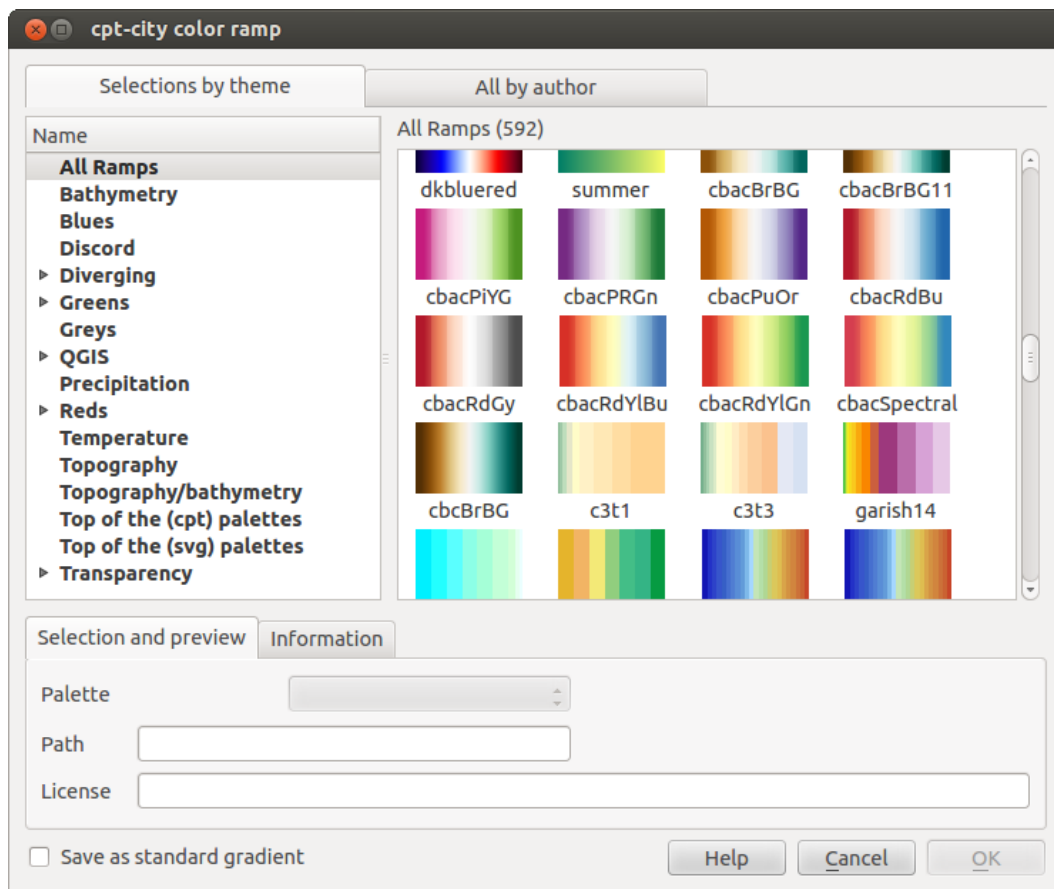 cpt-city color ramp
Selections by theme
All by author
Name
All Ramps
Bathymetry
Blues
Discord
Diverging
Greens
Greys
QGIS
Precipitation
Reds
Temperature
Topography
Topography/bathymetry
Top of the (cpt) palettes
Top of the (svg) palettes
Transparency
All Ramps (592)
dkbluered summer cbacBrBG cbacBrBG11
cbacPiYG cbacPRGn cbacPuOr cbacRdBu
cbacRdGy cbacRdYlBu cbacRdYlGn cbacSpectral
cbcBrBG c3t1 c3t3 garish14
Selection and preview
Information
Palette
Path
License
Save as standard gradient
Help
Cancel
OK